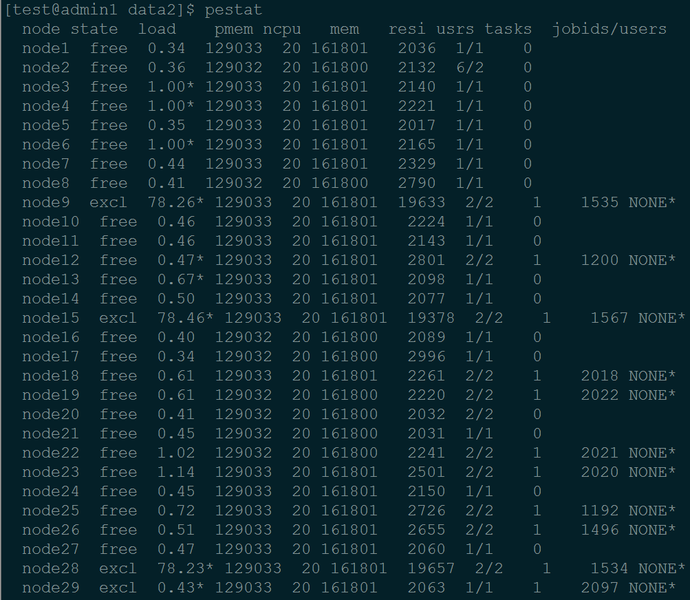 [test@admin1 data2]$ pestat
node state load pmem ncpu mem resi usrs tasks jobids/users
node1 free 0.34 129033 20 161801 2036 1/1 0
node2 free 0.36 129032 20 161800 2132 6/2 0
node3 free 1.00* 129033 20 161801 2140 1/1 0
node4 free 1.00* 129033 20 161801 2221 1/1 0
node5 free 0.35 129033 20 161801 2017 1/1 0
node6 free 1.00* 129033 20 161801 2165 1/1 0
node7 free 0.44 129033 20 161801 2329 1/1 0
node8 free 0.41 129032 20 161800 2790 1/1 0
node9 excl 78.26* 129033 20 161801 19633 2/2 1 1535 NONE*
node10 free 0.46 129033 20 161801 2224 1/1 0
node11 free 0.46 129033 20 161801 2143 1/1 0
node12 free 0.47* 129033 20 161801 2801 2/2 1 1200 NONE*
node13 free 0.67* 129033 20 161801 2098 1/1 0
node14 free 0.50 129033 20 161801 2077 1/1 0
node15 excl 78.46* 129033 20 161801 19378 2/2 1 1567 NONE*
node16 free 0.40 129032 20 161800 2089 1/1 0
node17 free 0.34 129032 20 161800 2996 1/1 0
node18 free 0.61 129033 20 161801 2261 2/2 1 2018 NONE*
node19 free 0.61 129032 20 161800 2220 2/2 1 2022 NONE*
node20 free 0.41 129032 20 161800 2032 2/2 0
node21 free 0.45 129032 20 161800 2031 1/1 0
node22 free 1.02 129032 20 161800 2241 2/2 1 2021 NONE*
node23 free 1.14 129033 20 161801 2501 2/2 1 2020 NONE*
node24 free 0.45 129033 20 161801 2150 1/1 0
node25 free 0.72 129033 20 161801 2726 2/2 1 1192 NONE*
node26 free 0.51 129032 20 161800 2655 2/2 1 1496 NONE*
node27 free 0.47 129033 20 161801 2060 1/1 0
node28 excl 78.23* 129033 20 161801 19657 2/2 1 1534 NONE*
node29 excl 0.43* 129032 20 161800 2063 1/1 1 2097 NONE*